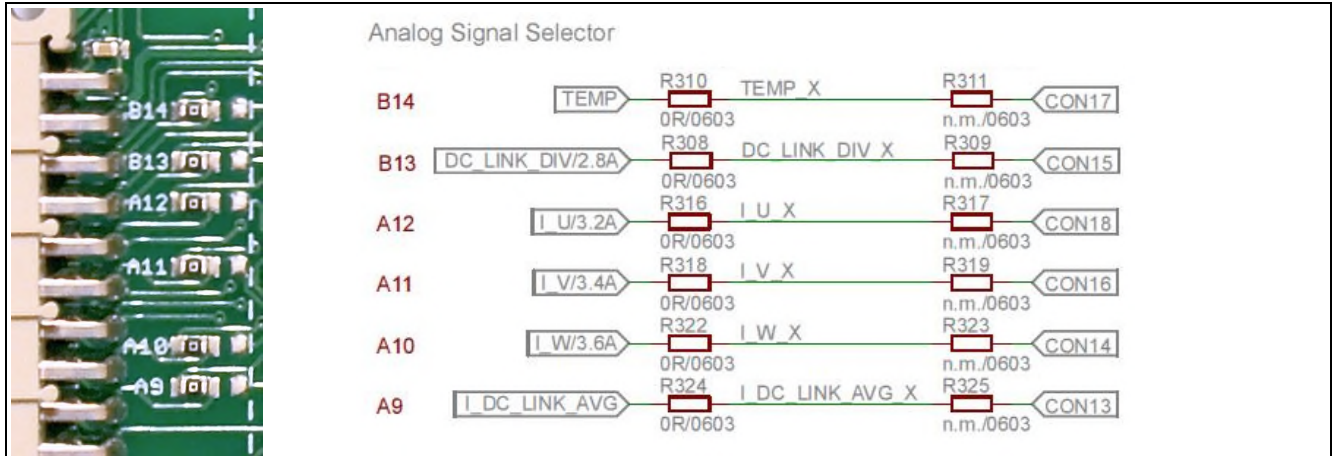 Analog Signal Selector
B14 TEMP R310 0R/0603 TEMP_X R311 n.m./0603 CON17
B13 DC_LINK_DIV/2.8A R308 0R/0603 DC_LINK_DIV_X R309 n.m./0603 CON15
A12 I_U/3.2A R316 0R/0603 I_U_X R317 n.m./0603 CON18
A11 I_V/3.4A R318 0R/0603 I_V_X R319 n.m./0603 CON16
A10 I_W/3.6A R322 0R/0603 I_W_X R323 n.m./0603 CON14
A9 I_DC_LINK_AVG R324 0R/0603 I_DC_LINK_AVG_X R325 n.m./0603 CON13
B14
B13
A12
A11
A10
A9